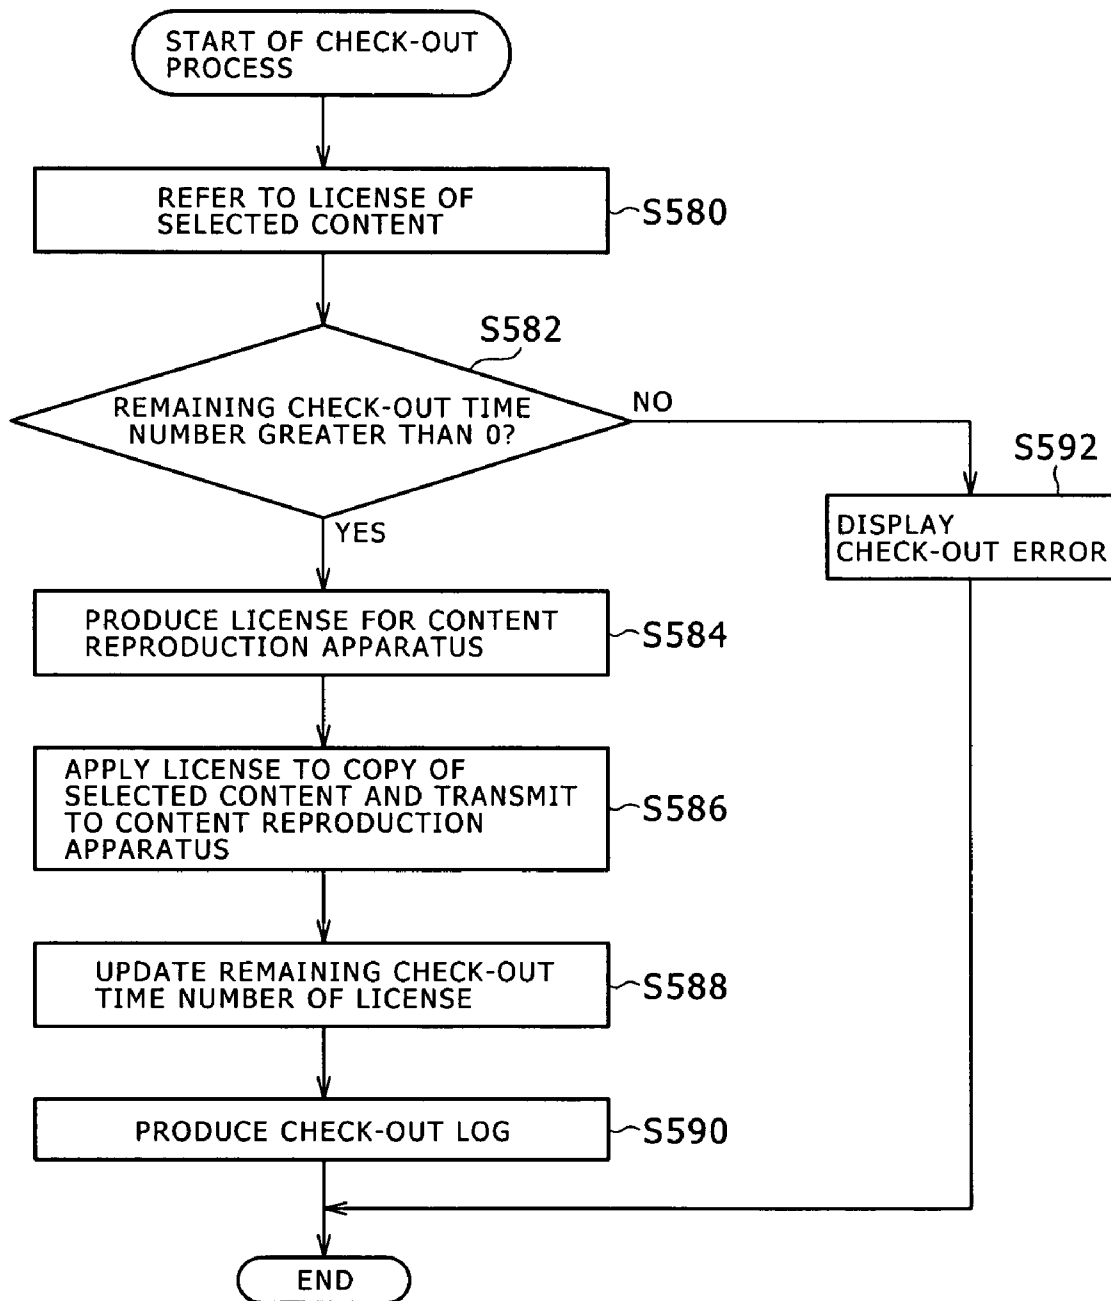 START OF CHECK-OUT
PROCESS
REFER TO LICENSE OF
SELECTED CONTENT
S580
S582
REMAINING CHECK-OUT TIME
NUMBER GREATER THAN 0?
NO
S592
DISPLAY
CHECK-OUT ERROR
YES
PRODUCE LICENSE FOR CONTENT
REPRODUCTION APPARATUS
S584
APPLY LICENSE TO COPY OF
SELECTED CONTENT AND TRANSMIT
TO CONTENT REPRODUCTION
APPARATUS
S586
UPDATE REMAINING CHECK-OUT
TIME NUMBER OF LICENSE
S588
PRODUCE CHECK-OUT LOG
S590
END